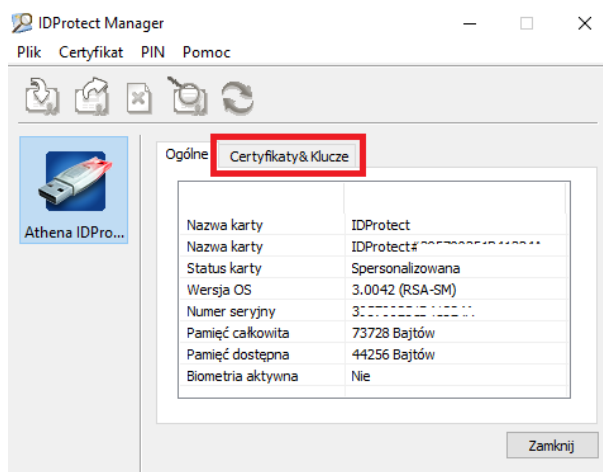 IDProtect Manager
Plik Certyfikat PIN Pomoc
Ogólne Certyfikaty& Klucze
Athena IDPro...
Nazwa karty IDProtect
Nazwa karty
Status karty Spersonalizowana
Wersja OS 3.0042 (RSA-SM)
Numer seryjny
Pamięć całkowita 73728 Bajtów
Pamięć dostępna 44256 Bajtów
Biometria aktywna Nie
Zamknij